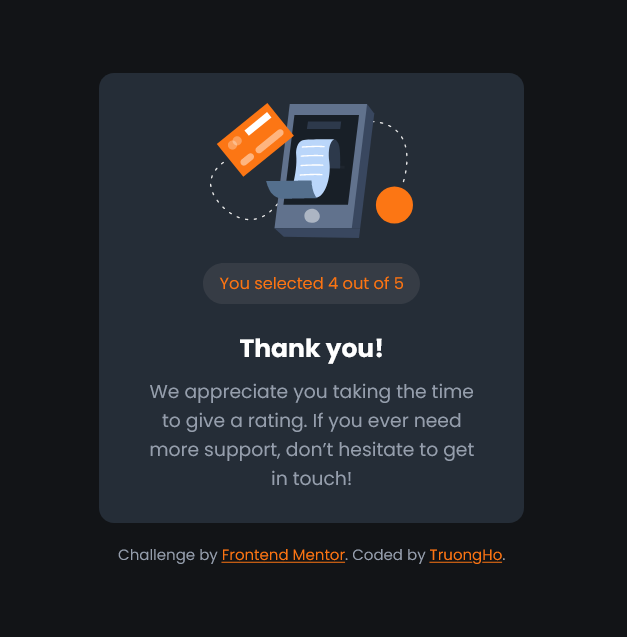 You selected 4 out of 5
Thank you!
We appreciate you taking the time
to give a rating. If you ever need
more support, don’t hesitate to get
in touch!
Challenge by Frontend Mentor. Coded by TruongHo.